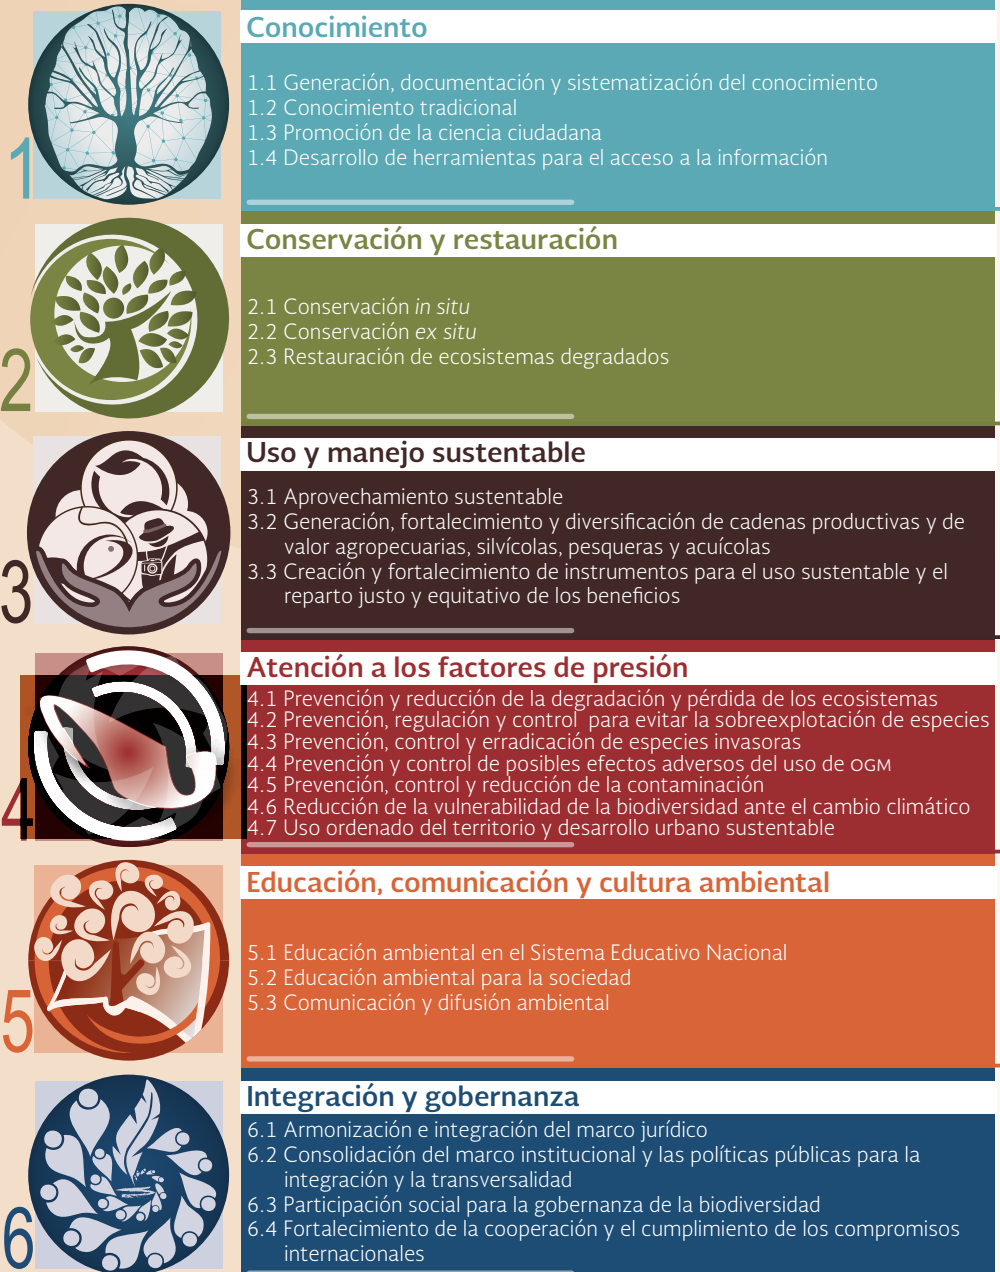 1
Conocimiento
1.1 Generación, documentación y sistematización del conocimiento
1.2 Conocimiento tradicional
1.3 Promoción de la ciencia ciudadana
1.4 Desarrollo de herramientas para el acceso a la información
2
Conservación y restauración
2.1 Conservación in situ
2.2 Conservación ex situ
2.3 Restauración de ecosistemas degradados
3
Uso y manejo sustentable
3.1 Aprovechamiento sustentable
3.2 Generación, fortalecimiento y diversificación de cadenas productivas y de
valor agropecuarias, silvícolas, pesqueras y acuícolas
3.3 Creación y fortalecimiento de instrumentos para el uso sustentable y el
reparto justo y equitativo de los beneficios
4
Atención a los factores de presión
4.1 Prevención y reducción de la degradación y pérdida de los ecosistemas
4.2 Prevención, regulación y control para evitar la sobreexplotación de especies
4.3 Prevención, control y erradicación de especies invasoras
4.4 Prevención y control de posibles efectos adversos del uso de OGM
4.5 Prevención, control y reducción de la contaminación
4.6 Reducción de la vulnerabilidad de la biodiversidad ante el cambio climático
4.7 Uso ordenado del territorio y desarrollo urbano sustentable
5
Educación, comunicación y cultura ambiental
5.1 Educación ambiental en el Sistema Educativo Nacional
5.2 Educación ambiental para la sociedad
5.3 Comunicación y difusión ambiental
6
Integración y gobernanza
6.1 Armonización e integración del marco jurídico
6.2 Consolidación del marco institucional y las políticas públicas para la
integración y la transversalidad
6.3 Participación social para la gobernanza de la biodiversidad
6.4 Fortalecimiento de la cooperación y el cumplimiento de los compromisos
internacionales